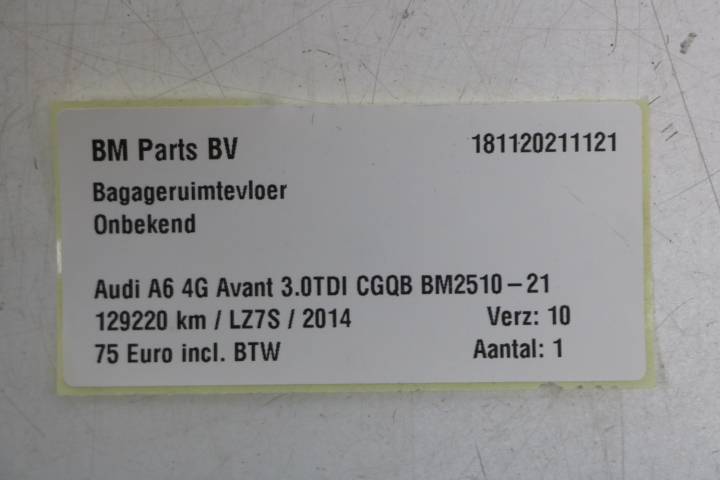 BM Parts BV 181120211121
Bagageruimtevloer
Onbekend
Audi A6 4G Avant 3.0TDI CGQB BM2510-21
129220 km / LZ7S / 2014 Verz: 10
75 Euro incl. BTW Aantal: 1